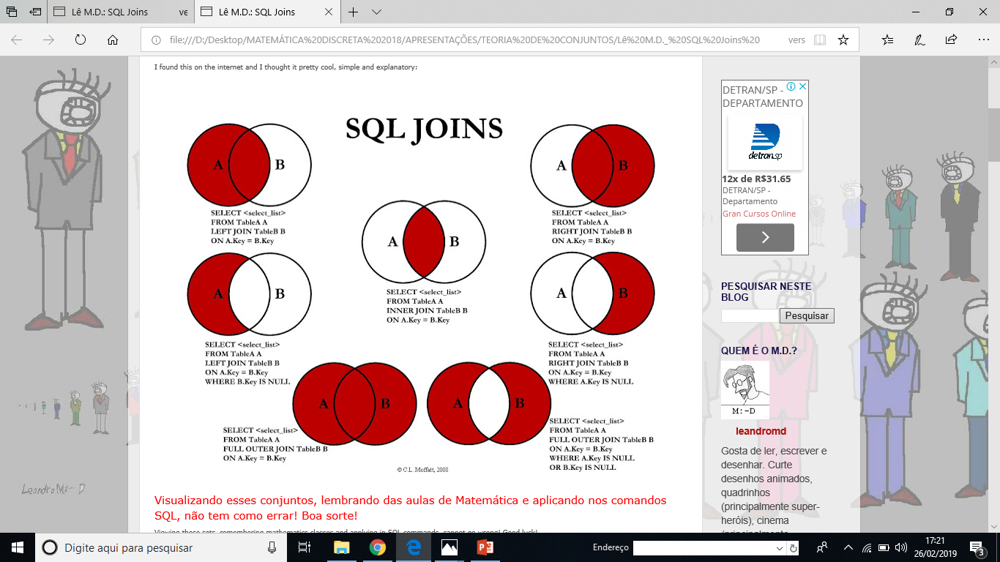 Lê M.D.: SQL Joins
ve
Lê M.D.: SQL Joins
file:///D:/Desktop/MATEMÁTICA%20DISCRETA%202018/APRESENTAÇÕES/TEORIA%20DE%20CONJUNTOS/Lê%20M.D._%20SQL%20Joins%20
vers
I found this on the internet and I thought it pretty cool, simple and explanatory:
SQL JOINS
A B
SELECT <select_list>
FROM TableA A
LEFT JOIN TableB B
ON A.Key = B.Key
A B
SELECT <select_list>
FROM TableA A
RIGHT JOIN TableB B
ON A.Key = B.Key
A B
SELECT <select_list>
FROM TableA A
INNER JOIN TableB B
ON A.Key = B.Key
A B
SELECT <select_list>
FROM TableA A
LEFT JOIN TableB B
ON A.Key = B.Key
WHERE B.Key IS NULL
A B
SELECT <select_list>
FROM TableA A
RIGHT JOIN TableB B
ON A.Key = B.Key
WHERE A.Key IS NULL
A B
SELECT <select_list>
FROM TableA A
FULL OUTER JOIN TableB B
ON A.Key = B.Key
A B
SELECT <select_list>
FROM TableA A
FULL OUTER JOIN TableB B
ON A.Key = B.Key
WHERE A.Key IS NULL
OR B.Key IS NULL
© C.L. Moffatt, 2008
Visualizando esses conjuntos, lembrando das aulas de Matemática e aplicando nos comandos
SQL, não tem como errar! Boa sorte!
Viewing these sets, remembering mathematics classes and applying in SQL commands, cannot go wrong! Good luck!
DETRAN/SP -
DEPARTAMENTO
detran.sp
12x de R$31.65
DETRAN/SP -
Departamento
Gran Cursos Online
PESQUISAR NESTE
BLOG
Pesquisar
QUEM É O M.D.?
M:-D
leandromd
Gosta de ler, escrever e
desenhar. Curte
desenhos animados,
quadrinhos
(principalmente super-
heróis), cinema
(principalmente
Leandro M:-D
Digite aqui para pesquisar
Endereço
17:21
26/02/2019
3